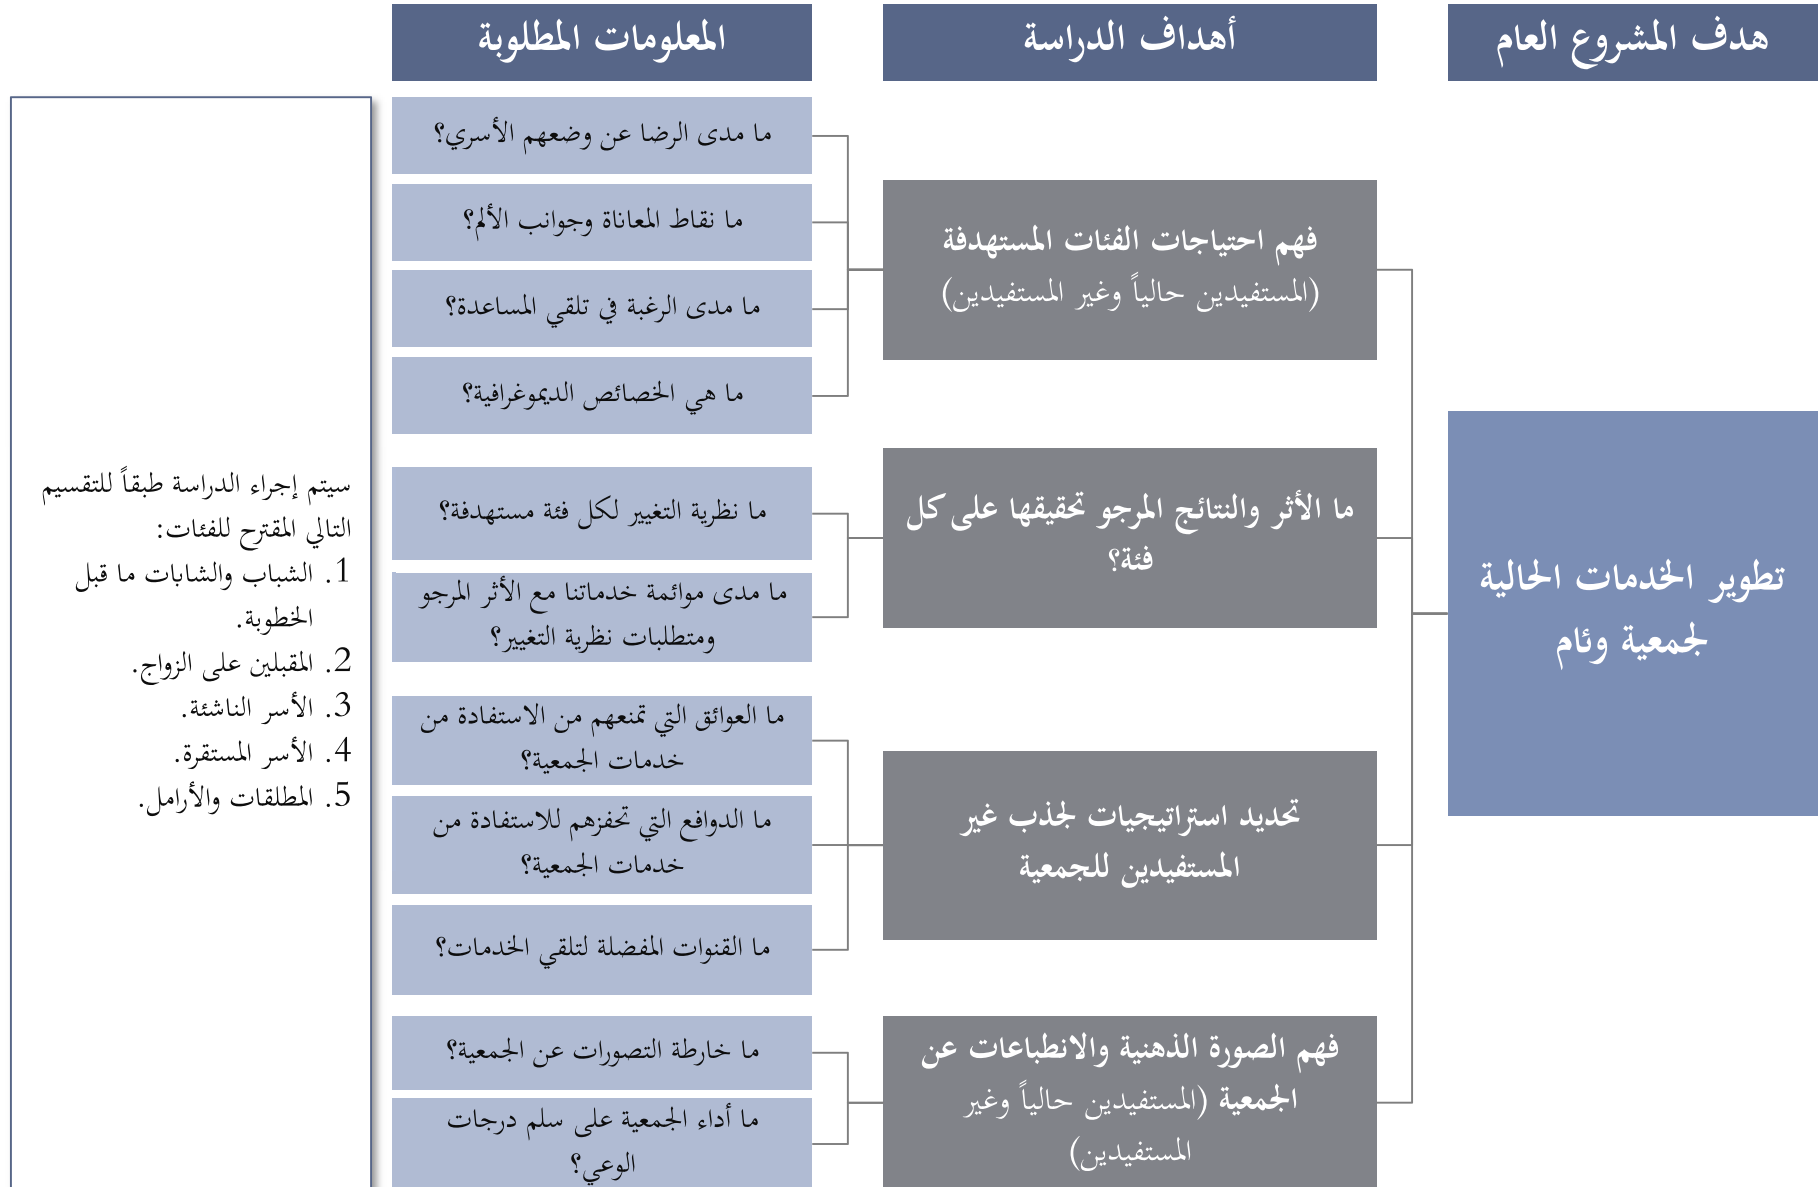 هدف المشروع العام
أهداف الدراسة
المعلومات المطلوبة
تطوير الخدمات الحالية
لجمعية وئام
فهم احتياجات الفئات المستهدفة
(المستفيدين حالياً وغير المستفيدين)
ما مدى الرضا عن وضعهم الأسري؟
ما نقاط المعاناة وجوانب الألم؟
ما مدى الرغبة في تلقي المساعدة؟
ما هي الخصائص الديموغرافية؟
ما الأثر والنتائج المرجو تحقيقها على كل
فئة؟
ما نظرية التغيير لكل فئة مستهدفة؟
ما مدى موائمة خدماتنا مع الأثر المرجو
ومتطلبات نظرية التغيير؟
تحديد استراتيجيات لجذب غير
المستفيدين للجمعية
ما العوائق التي تمنعهم من الاستفادة من
خدمات الجمعية؟
ما الدوافع التي تحفزهم للاستفادة من
خدمات الجمعية؟
ما القنوات المفضلة لتلقي الخدمات؟
فهم الصورة الذهنية والانطباعات عن
الجمعية (المستفيدين حالياً وغير
المستفيدين)
ما خارطة التصورات عن الجمعية؟
ما أداء الجمعية على سلم درجات
الوعي؟
سيتم إجراء الدراسة طبقاً للتقسيم
التالي المقترح للفئات:
1. الشباب والشابات ما قبل
الخطوبة.
2. المقبلين على الزواج.
3. الأسر الناشئة.
4. الأسر المستقرة.
5. المطلقات والأرامل.